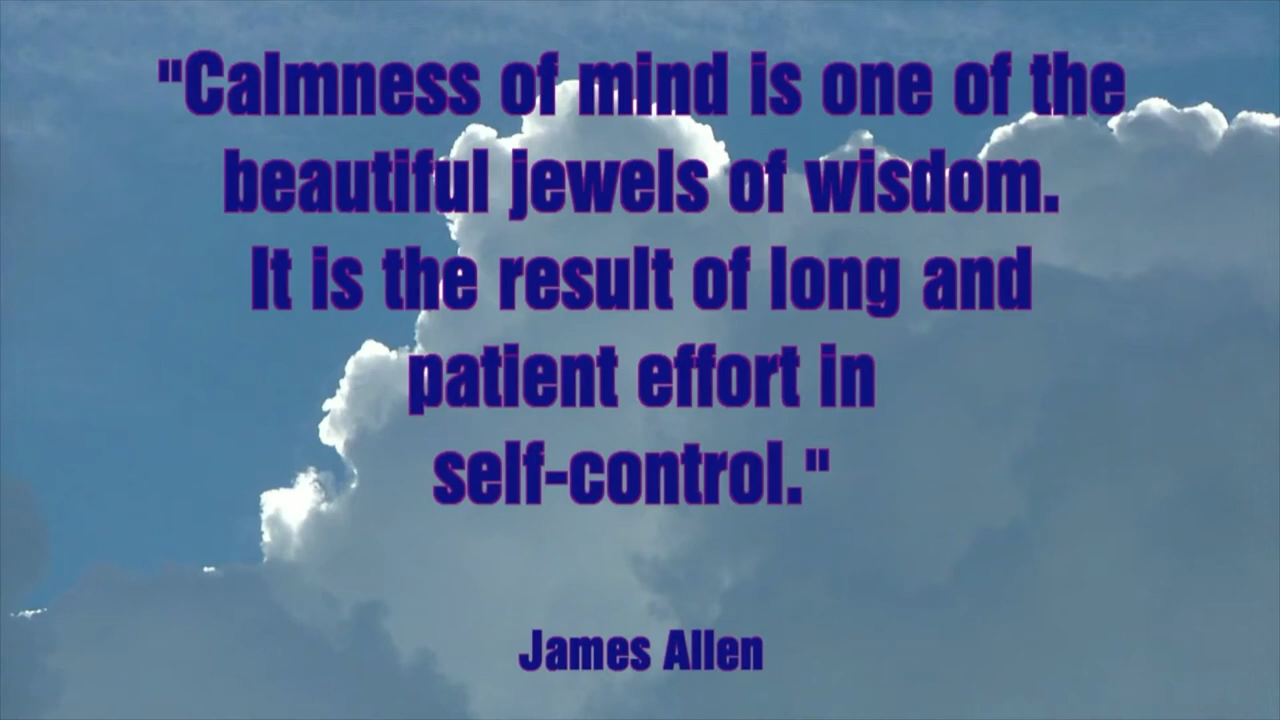 "Calmness of mind is one of the
beautiful jewels of wisdom.
It is the result of long and
patient effort in
self-control."
James Allen